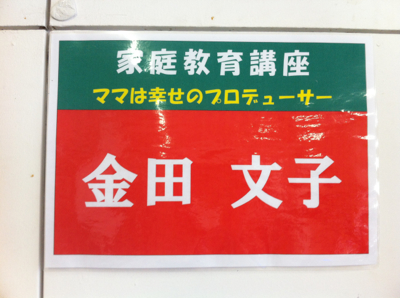 家庭教育講座
ママは幸せのプロデューサー
金田 文子